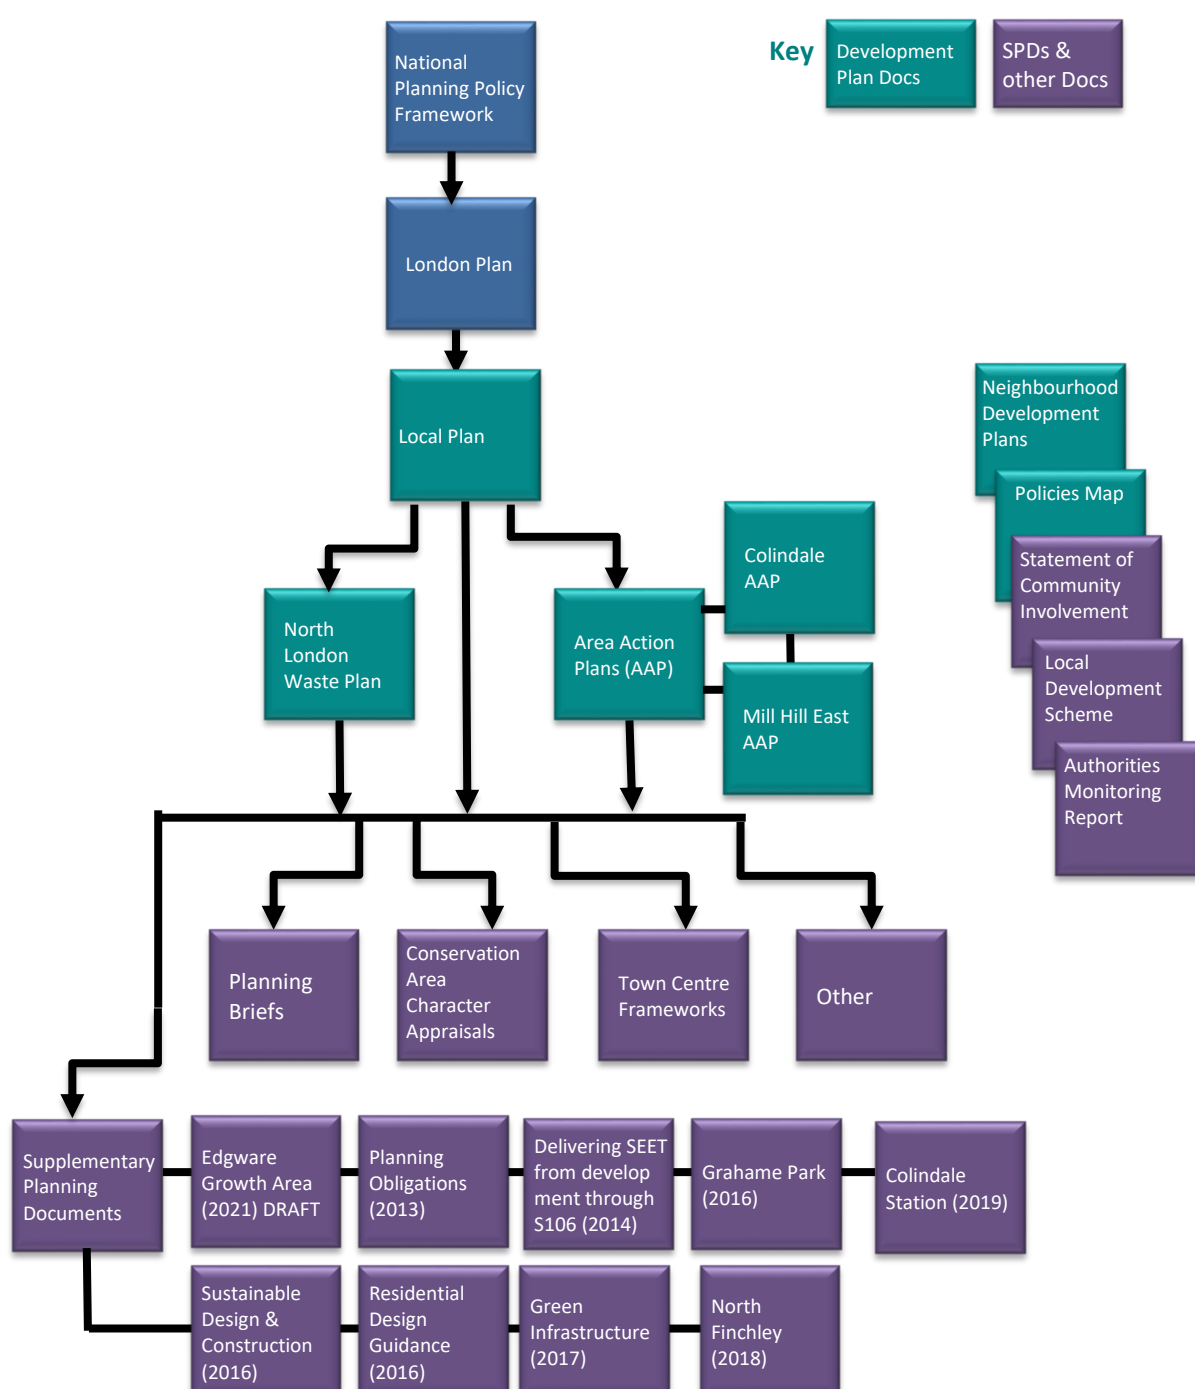 National
Planning Policy
Framework
Key
Development
Plan Docs
SPDs &
other Docs
London Plan
Local Plan
Neighbourhood
Development
Plans
Policies Map
Statement of
Community
Involvement
Local
Development
Scheme
Authorities
Monitoring
Report
North
London
Waste Plan
Area Action
Plans (AAP)
Colindale
AAP
Mill Hill East
AAP
Planning
Briefs
Conservation
Area
Character
Appraisals
Town Centre
Frameworks
Other
Supplementary
Planning
Documents
Edgware
Growth Area
(2021) DRAFT
Planning
Obligations
(2013)
Delivering SEET
from develop
ment through
S106 (2014)
Grahame Park
(2016)
Colindale
Station (2019)
Sustainable
Design &
Construction
(2016)
Residential
Design
Guidance
(2016)
Green
Infrastructure
(2017)
North
Finchley
(2018)